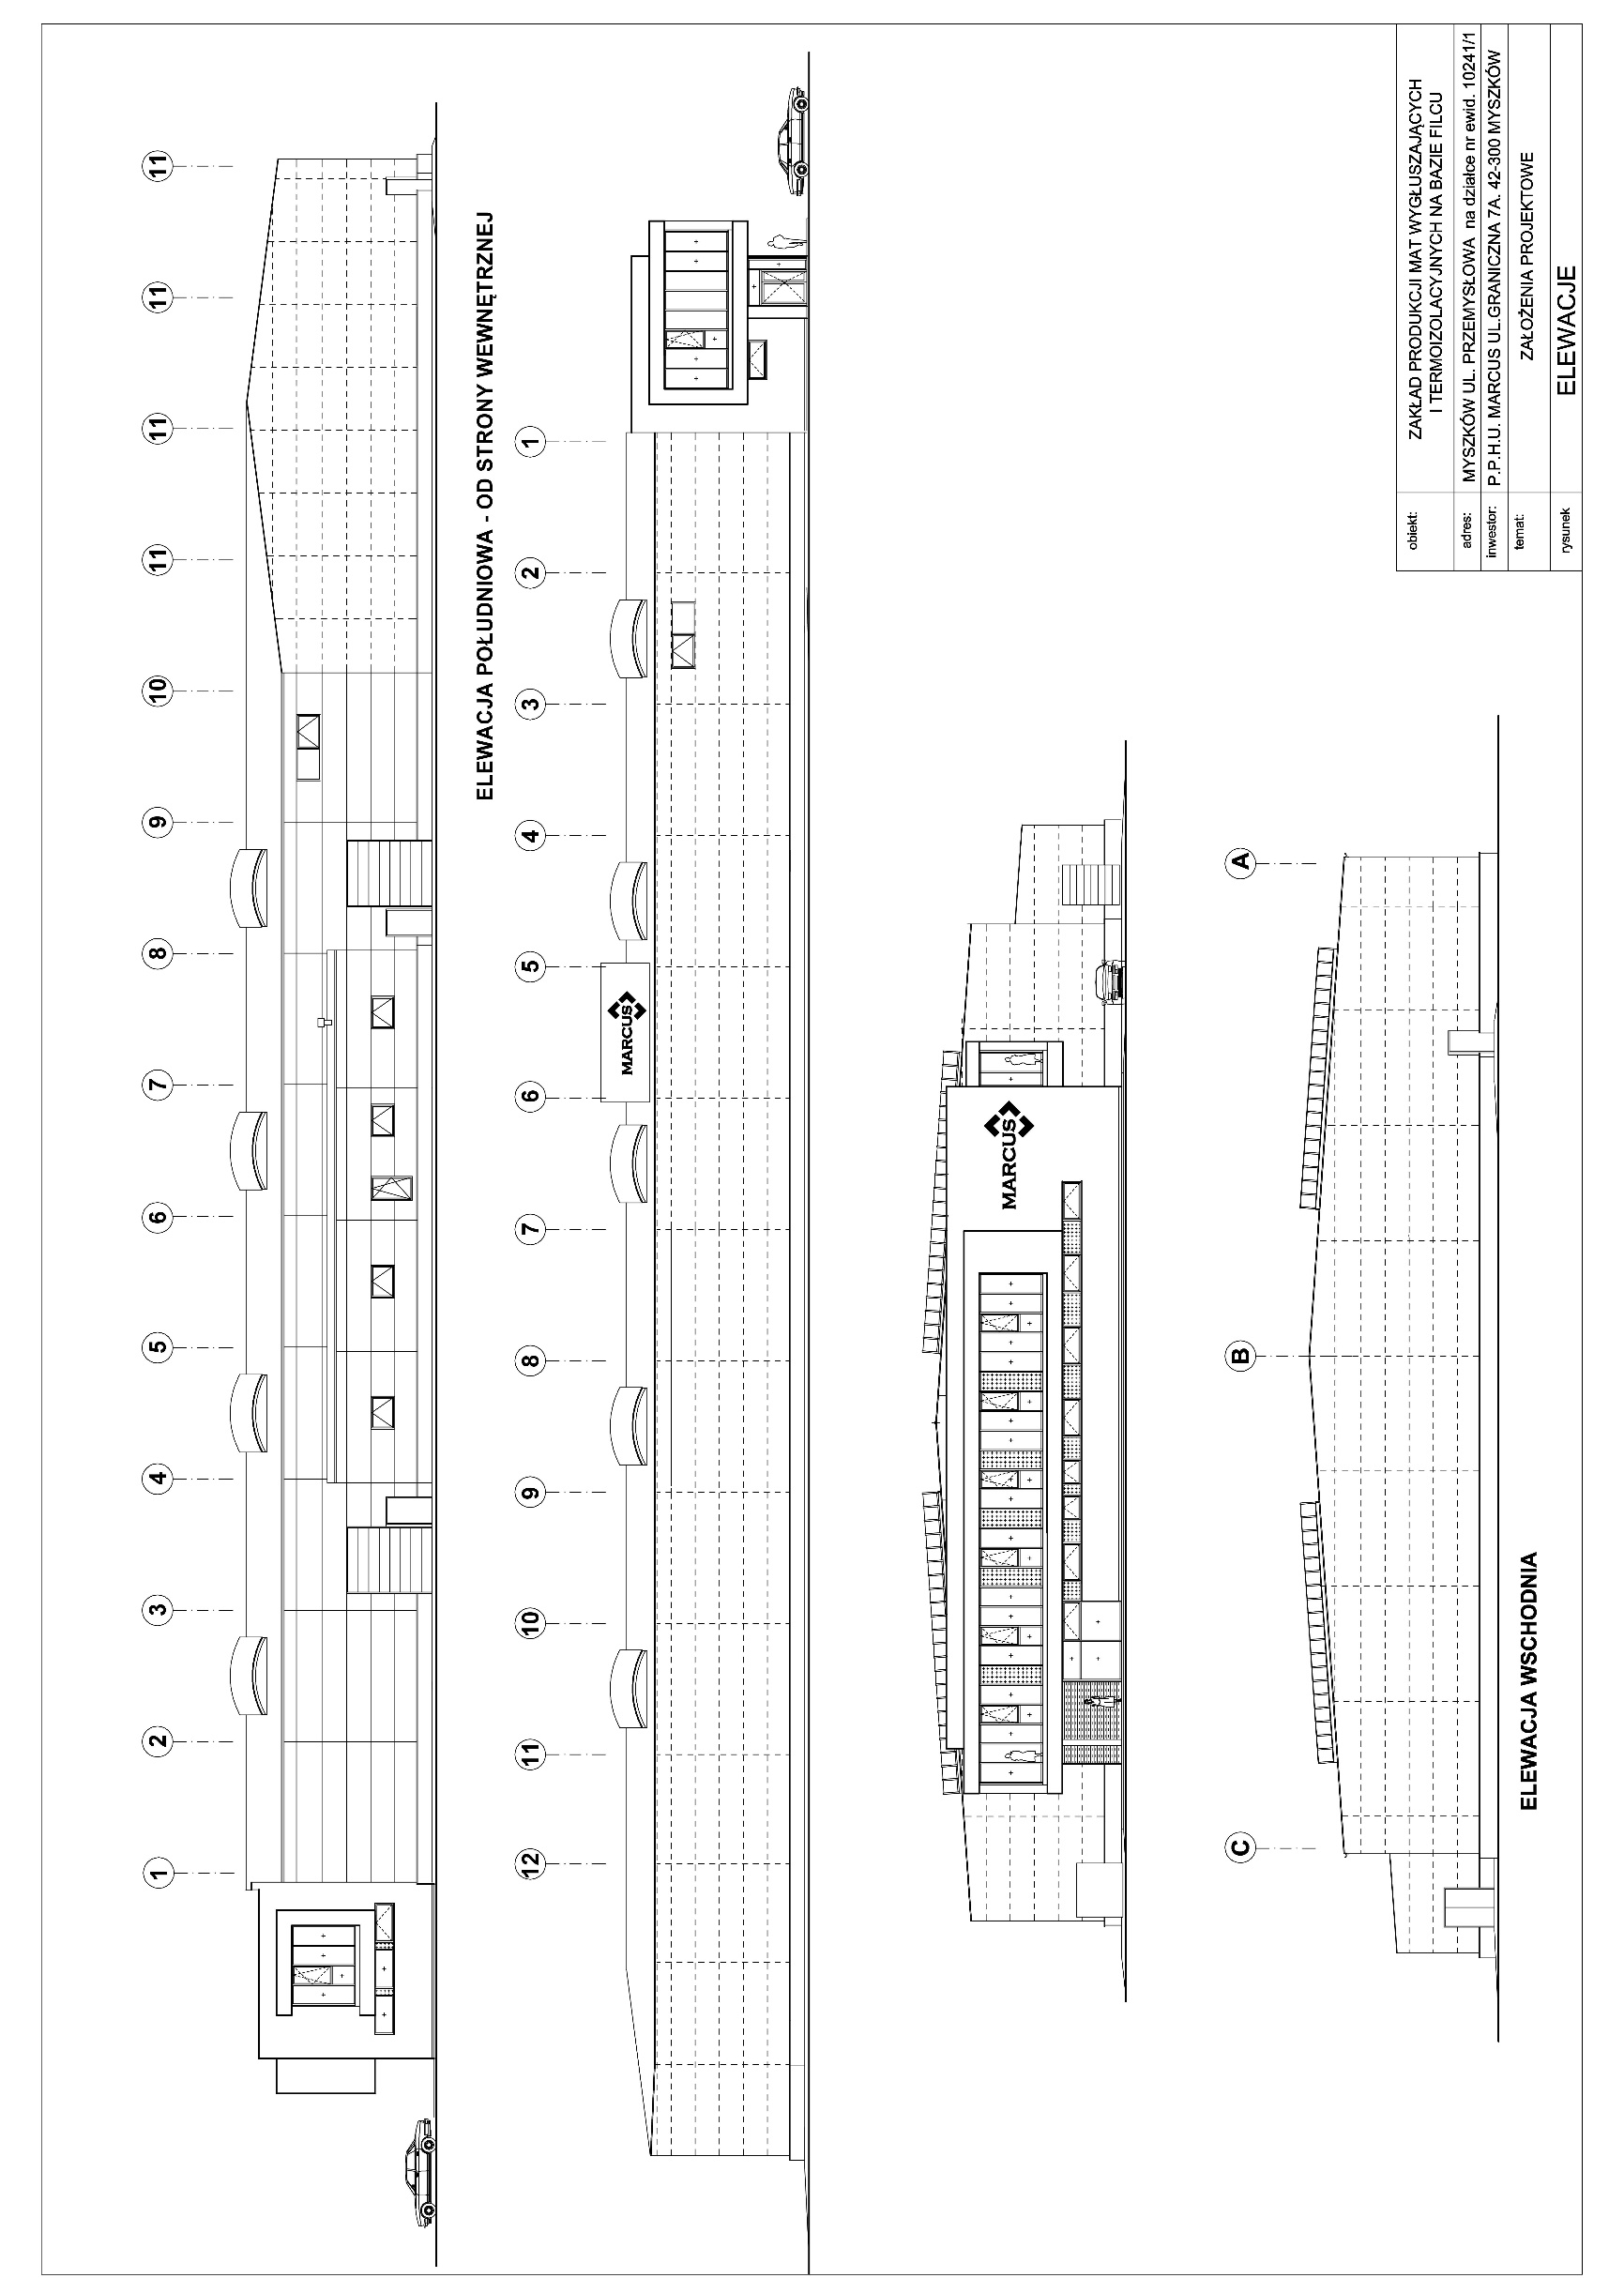 1 2 3 4 5 6 7 8 9 10 11 11 11 11 11
ELEWACJA POŁUDNIOWA - OD STRONY WEWNĘTRZNEJ
12 11 10 9 8 7 6 5 4 3 2 1
MARCUS
MARCUS
C B A
ELEWACJA WSCHODNIA
obiekt: ZAKŁAD PRODUKCJI MAT WYGŁUSZAJĄCYCH
I TERMOIZOLACYJNYCH NA BAZIE FILCU
adres: MYSZKÓW UL. PRZEMYSŁOWA na działce nr ewid. 10241/1
inwestor: P.P.H.U. MARCUS UL.GRANICZNA 7A. 42-300 MYSZKÓW
temat: ZAŁOŻENIA PROJEKTOWE
rysunek ELEWACJE